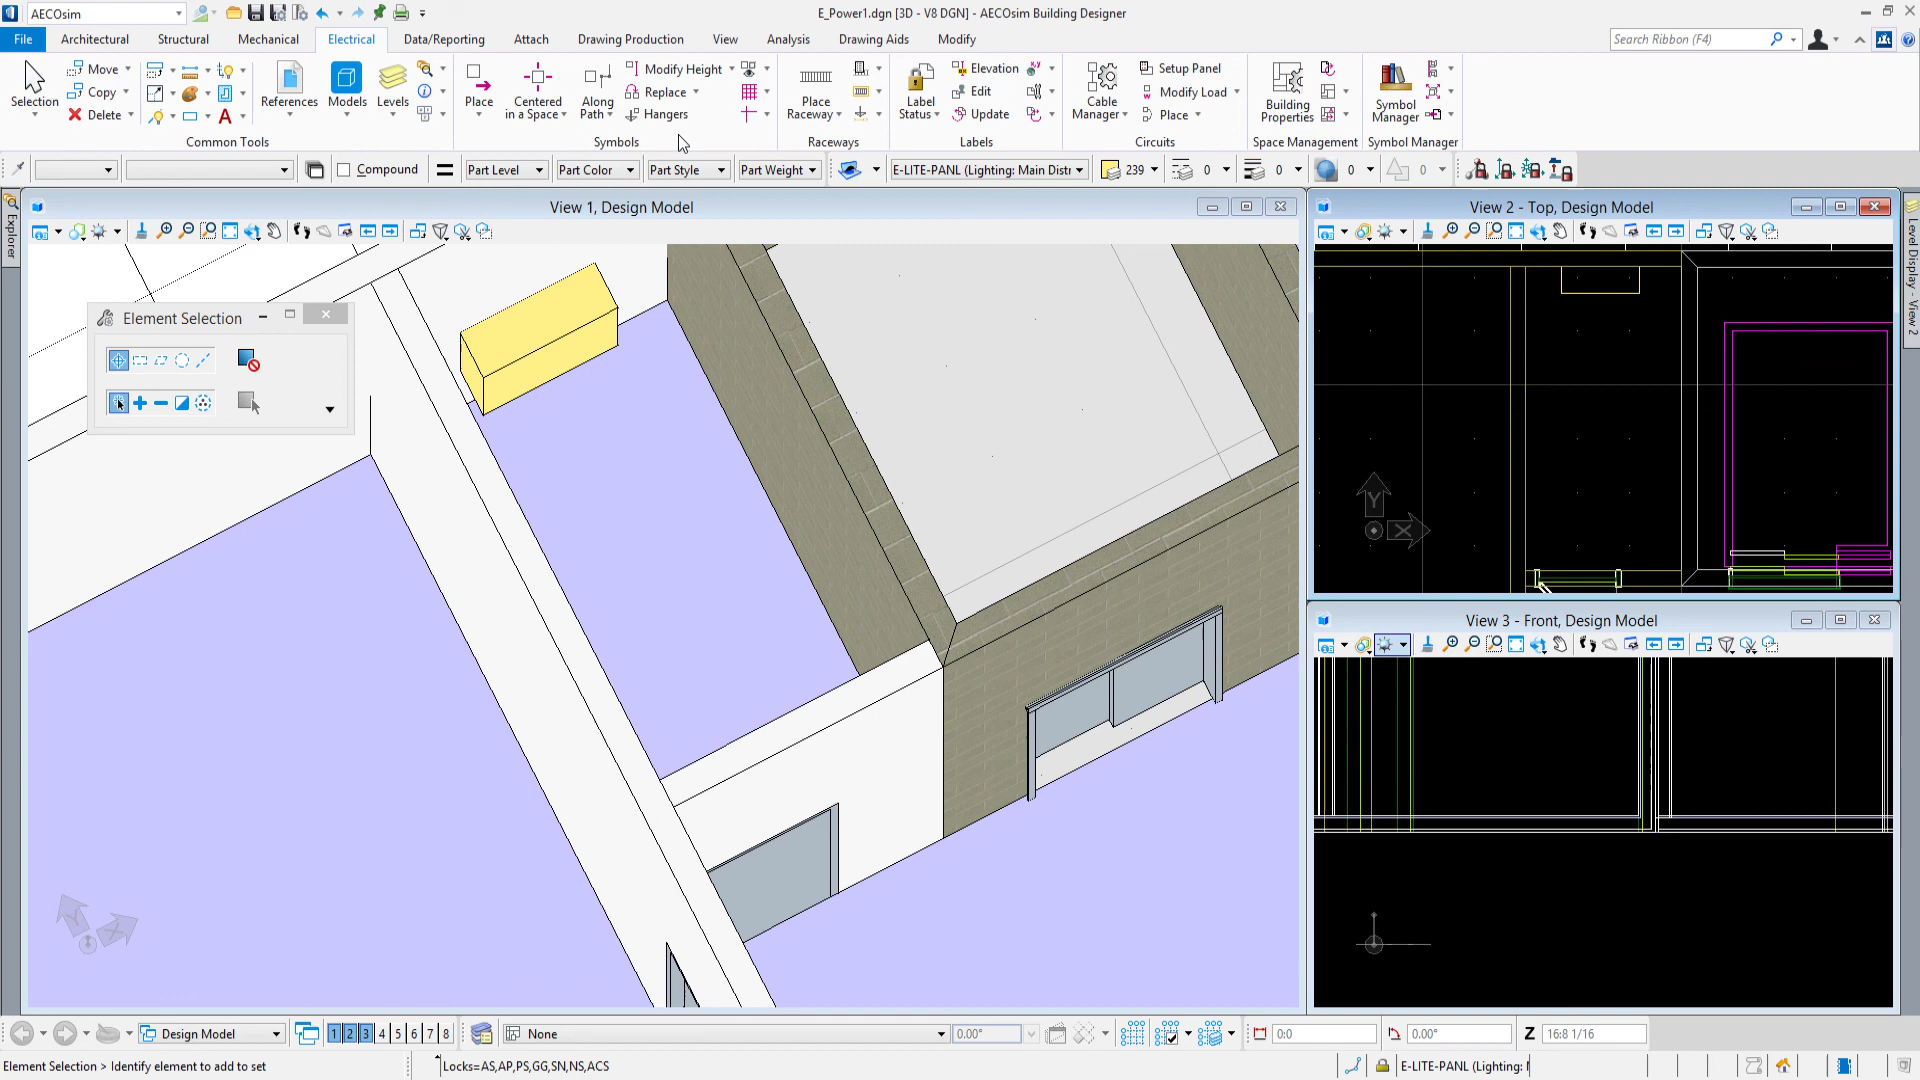 AECOsim
E_Power1.dgn [3D - V8 DGN] - AECOsim Building Designer
File Architectural Structural Mechanical Electrical Data/Reporting Attach Drawing Production View Analysis Drawing Aids Modify
Search Ribbon (F4)
Selection
Move
Copy
Delete
References
Models
Levels
Common Tools
Place
Centered
in a Space
Along
Path
Modify Height
Replace
Hangers
Symbols
Place
Raceway
Raceways
Label
Status
Elevation
Edit
Update
Labels
Cable
Manager
Setup Panel
Modify Load
Place
Circuits
Building
Properties
Space Management
Symbol
Manager
Symbol Manager
Compound
Part Level
Part Color
Part Style
Part Weight
E-LITE-PANL (Lighting: Main Distr
239
0
0
0
0
Explorer
View 1, Design Model
Element Selection
View 2 - Top, Design Model
Y
X
View 3 - Front, Design Model
Level Display - View 2
Y
X
Design Model
1 2 3 4 5 6 7 8
None
0.00°
0:0
0.00°
Z
16:8 1/16
Element Selection > Identify element to add to set
Locks=AS,AP,PS,GG,SN,NS,ACS
E-LITE-PANL (Lighting: